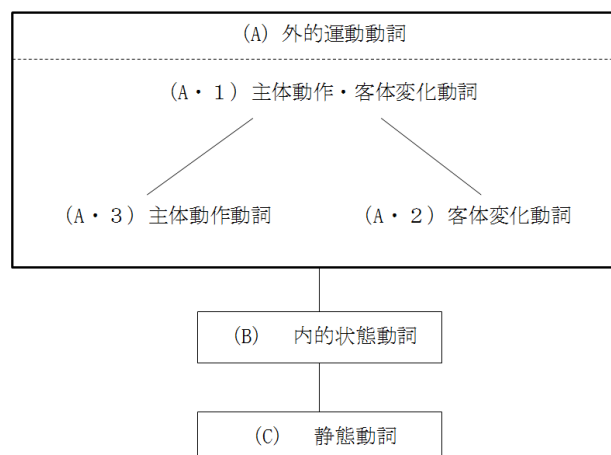 (A) 外的運動動詞
(A・1) 主体動作・客体変化動詞
(A・3) 主体動作動詞 (A・2) 客体変化動詞
(B) 内的状態動詞
(C) 静態動詞